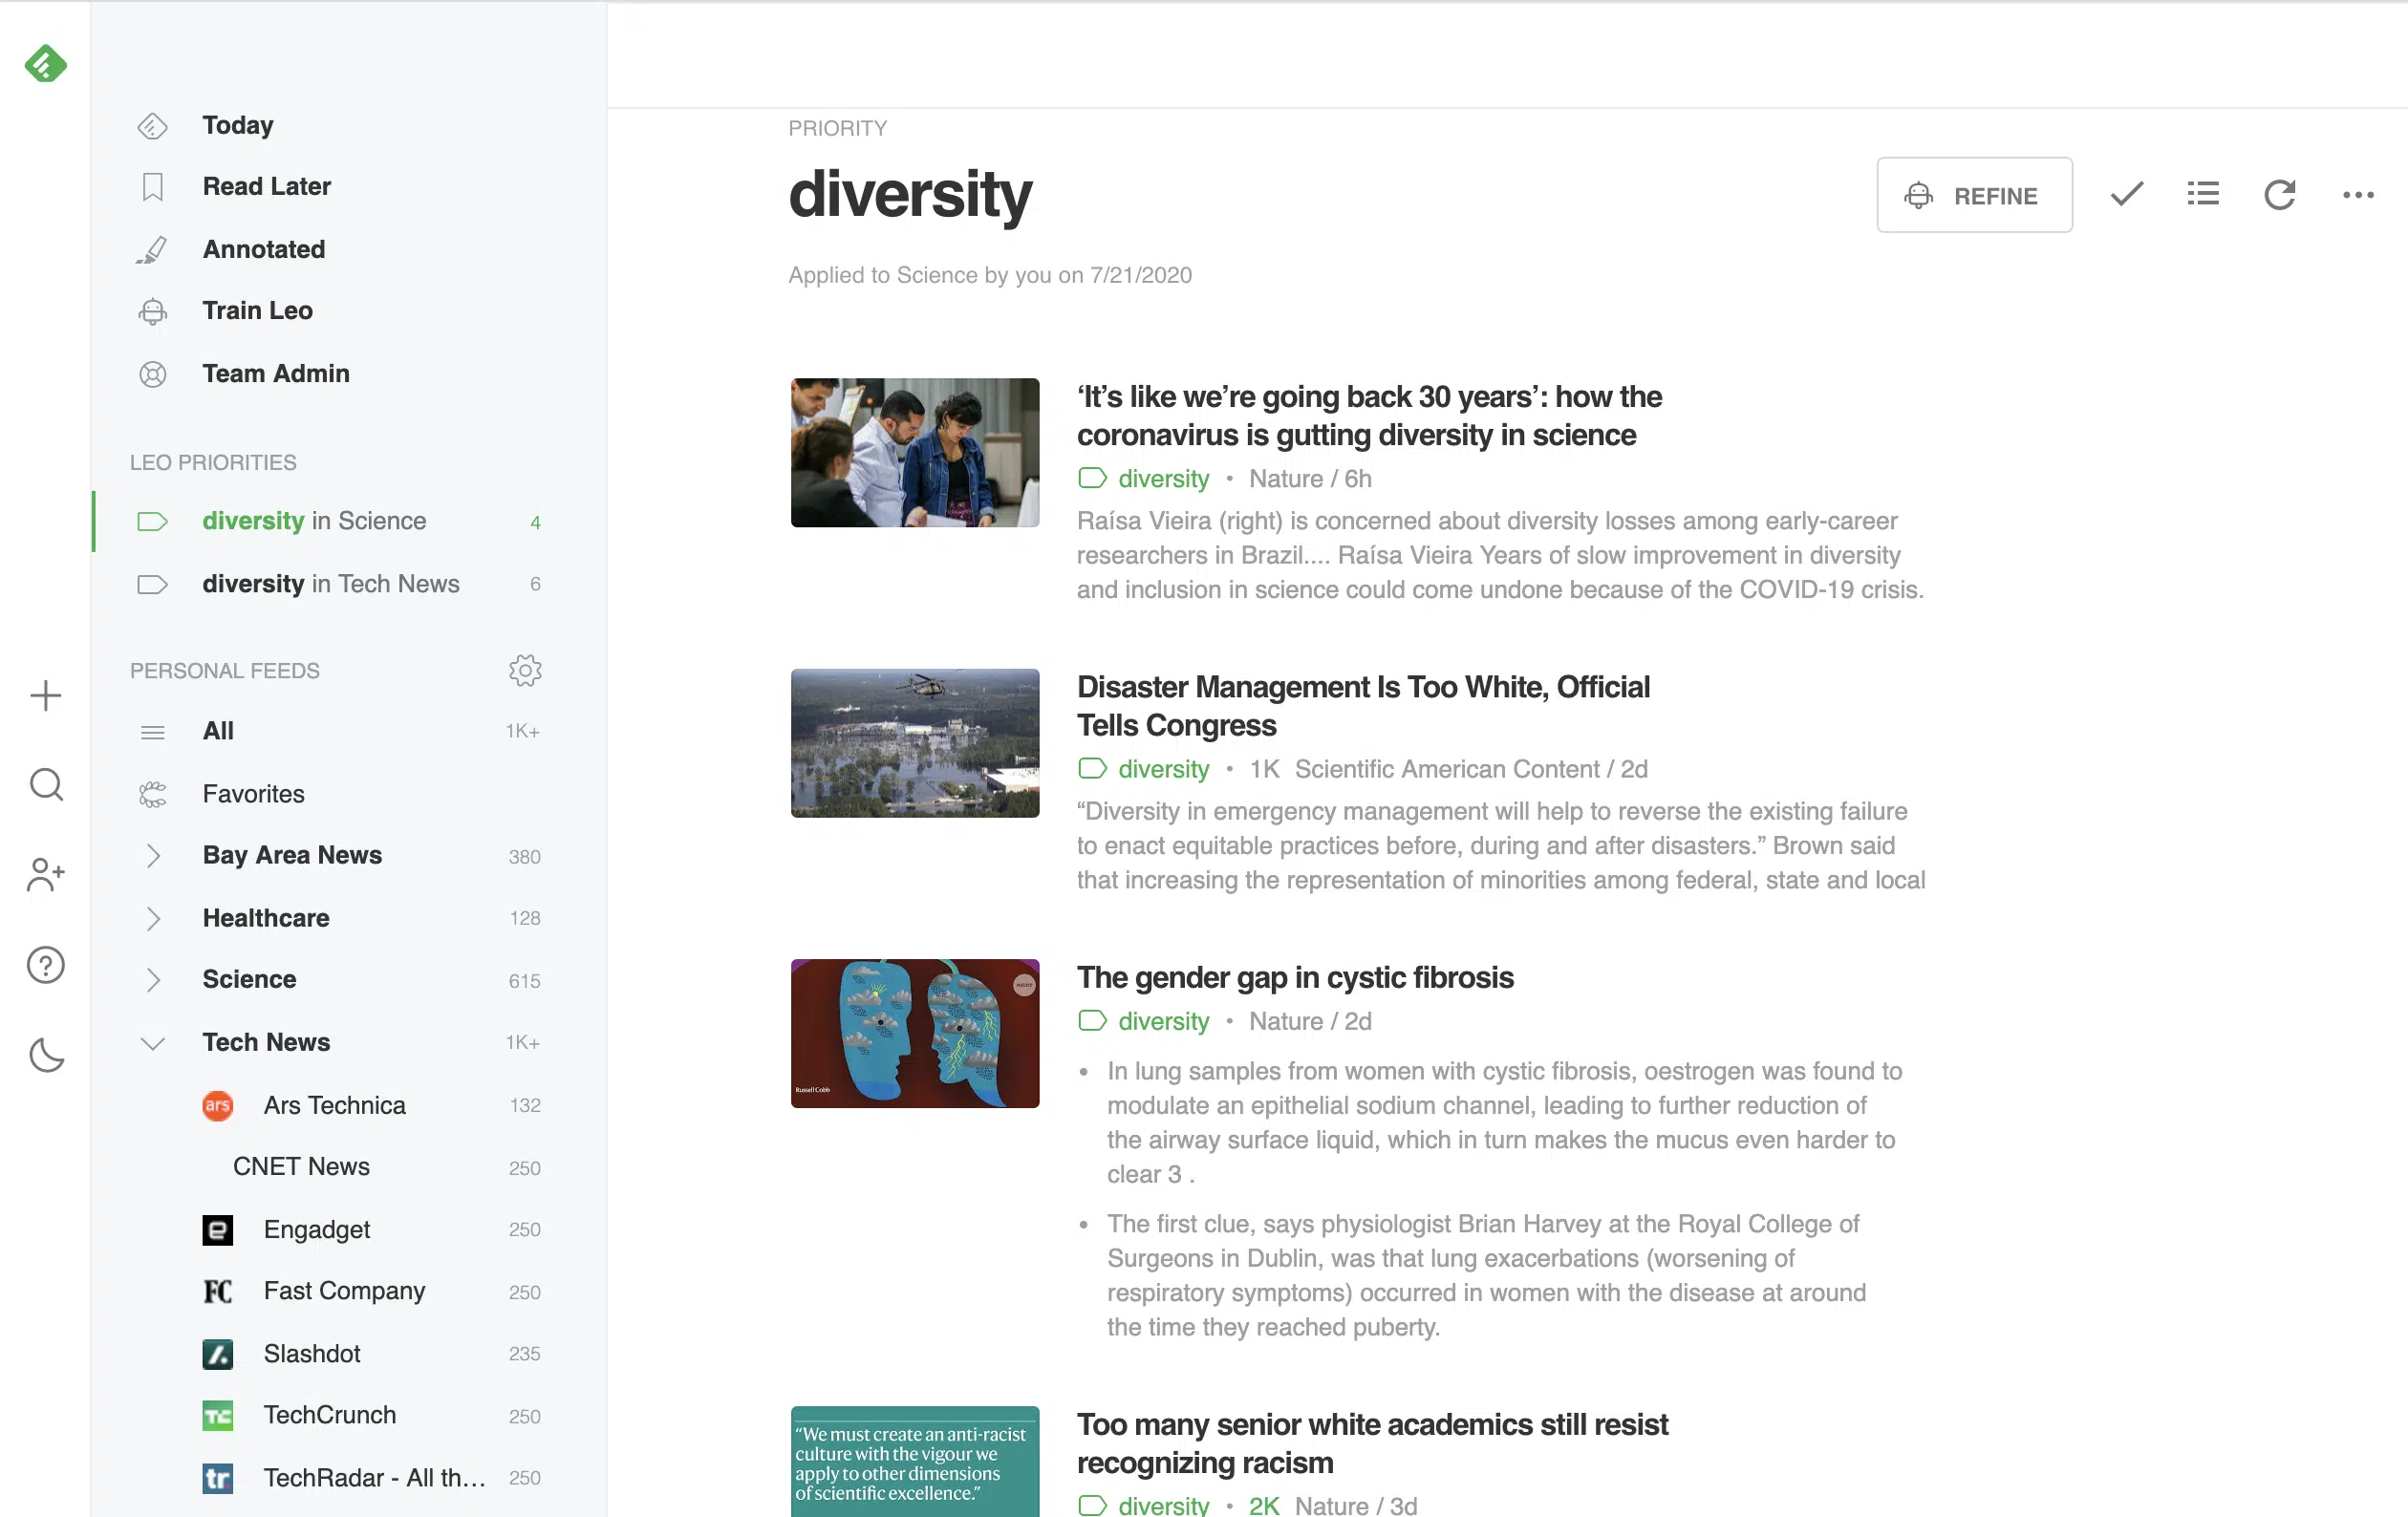 Today
Read Later
Annotated
Train Leo
Team Admin
LEO PRIORITIES
diversity in Science 4
diversity in Tech News 6
PERSONAL FEEDS
All 1K+
Favorites
Bay Area News 380
Healthcare 128
Science 615
Tech News 1K+
ars Ars Technica 132
CNET News 250
e Engadget 250
FC Fast Company 250
Slashdot 235
TC TechCrunch 250
tr. TechRadar - All th... 250
PRIORITY
diversity
REFINE
Applied to Science by you on 7/21/2020
‘It’s like we’re going back 30 years’: how the
coronavirus is gutting diversity in science
diversity • Nature / 6h
Raísa Vieira (right) is concerned about diversity losses among early-career
researchers in Brazil.... Raísa Vieira Years of slow improvement in diversity
and inclusion in science could come undone because of the COVID-19 crisis.
Disaster Management Is Too White, Official
Tells Congress
diversity • 1K Scientific American Content / 2d
“Diversity in emergency management will help to reverse the existing failure
to enact equitable practices before, during and after disasters.” Brown said
that increasing the representation of minorities among federal, state and local
Russell Cobb
The gender gap in cystic fibrosis
diversity • Nature / 2d
• In lung samples from women with cystic fibrosis, oestrogen was found to
modulate an epithelial sodium channel, leading to further reduction of
the airway surface liquid, which in turn makes the mucus even harder to
clear 3 .
• The first clue, says physiologist Brian Harvey at the Royal College of
Surgeons in Dublin, was that lung exacerbations (worsening of
respiratory symptoms) occurred in women with the disease at around
the time they reached puberty.
“We must create an anti-racist
culture with the vigour we
apply to other dimensions
of scientific excellence.”
Too many senior white academics still resist
recognizing racism
diversity • 2K Nature / 3d